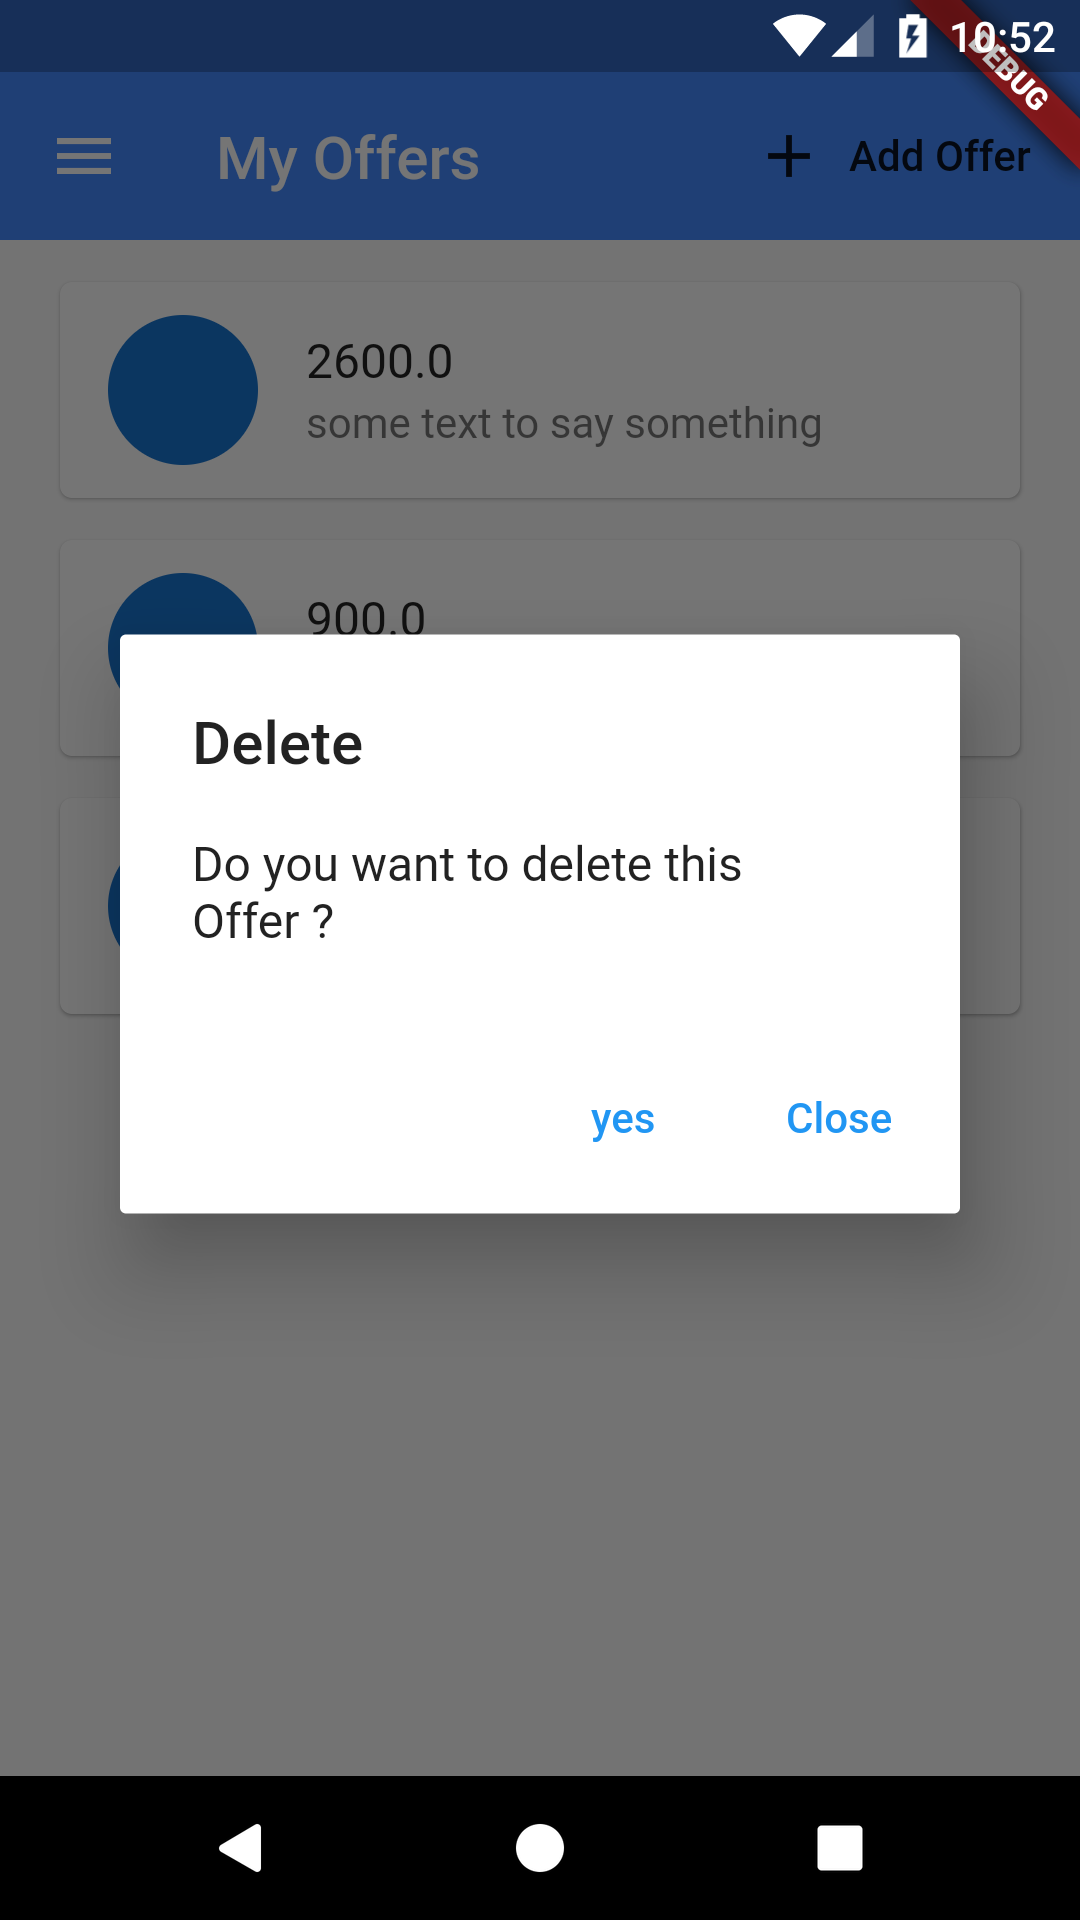 10:52
DEBUG
My Offers
Add Offer
2600.0
some text to say something
900.0
Delete
Do you want to delete this
Offer ?
yes
Close